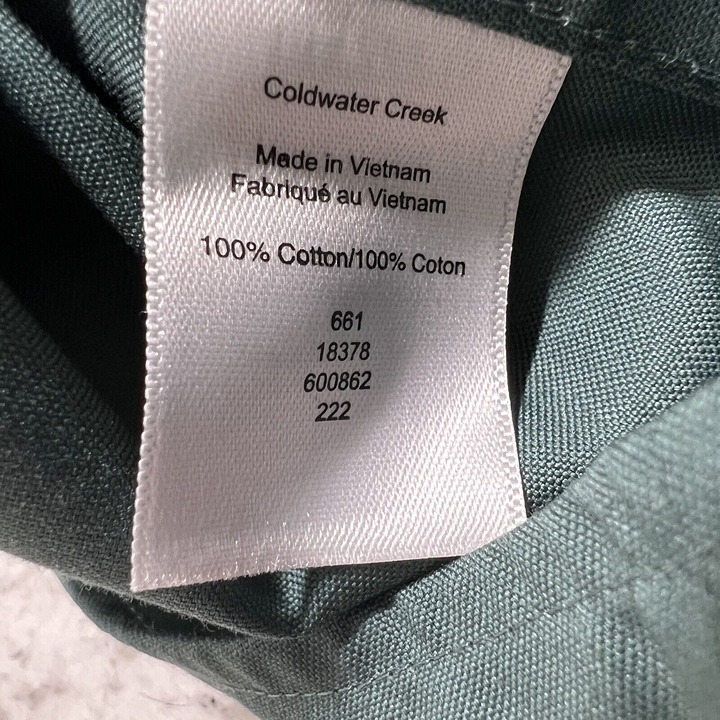 Coldwater Creek
Made in Vietnam
Fabriqué au Vietnam
100% Cotton/100% Coton
661
18378
600862
222